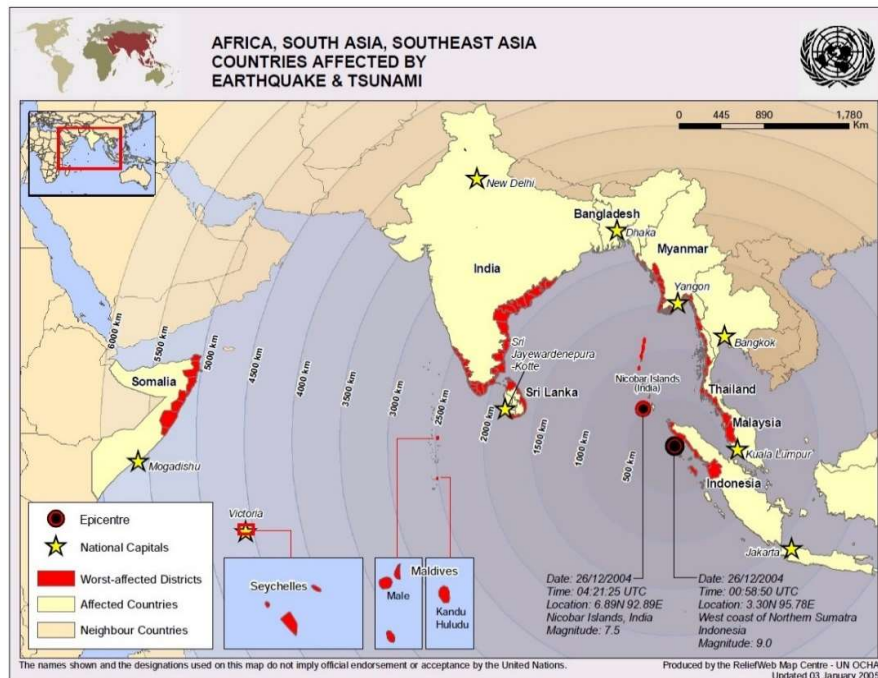 AFRICA, SOUTH ASIA, SOUTHEAST ASIA
COUNTRIES AFFECTED BY
EARTHQUAKE & TSUNAMI
0 445 890 1,780
Km
New Delhi
Bangladesh
Dhaka
Myanmar
India
Yangon
6000 km
5500 km
5000 km
4500 km
4000 km
3500 km
3000 km
2500 km
2000 km
1500 km
1000 km
500 km
Sri
Jayewardenepura
-Kotte
Bangkok
Somalia
Nicobar Islands
(India)
Sri Lanka
Thailand
Malaysia
Kuala Lumpur
Mogadishu
Indonesia
Victoria
Jakarta
Epicentre
National Capitals
Worst-affected Districts
Affected Countries
Neighbour Countries
Seychelles
Maldives
Male
Kandu
Huludu
Date: 26/12/2004
Time: 04:21:25 UTC
Location: 6.89N 92.89E
Nicobar Islands, India
Magnitude: 7.5
Date: 26/12/2004
Time: 00:58:50 UTC
Location: 3.30N 95.78E
West coast of Northern Sumatra
Indonesia
Magnitude: 9.0
The names shown and the designations used on this map do not imply official endorsement or acceptance by the United Nations.
Produced by the ReliefWeb Map Centre - UN OCHA
Updated 03 January 2005